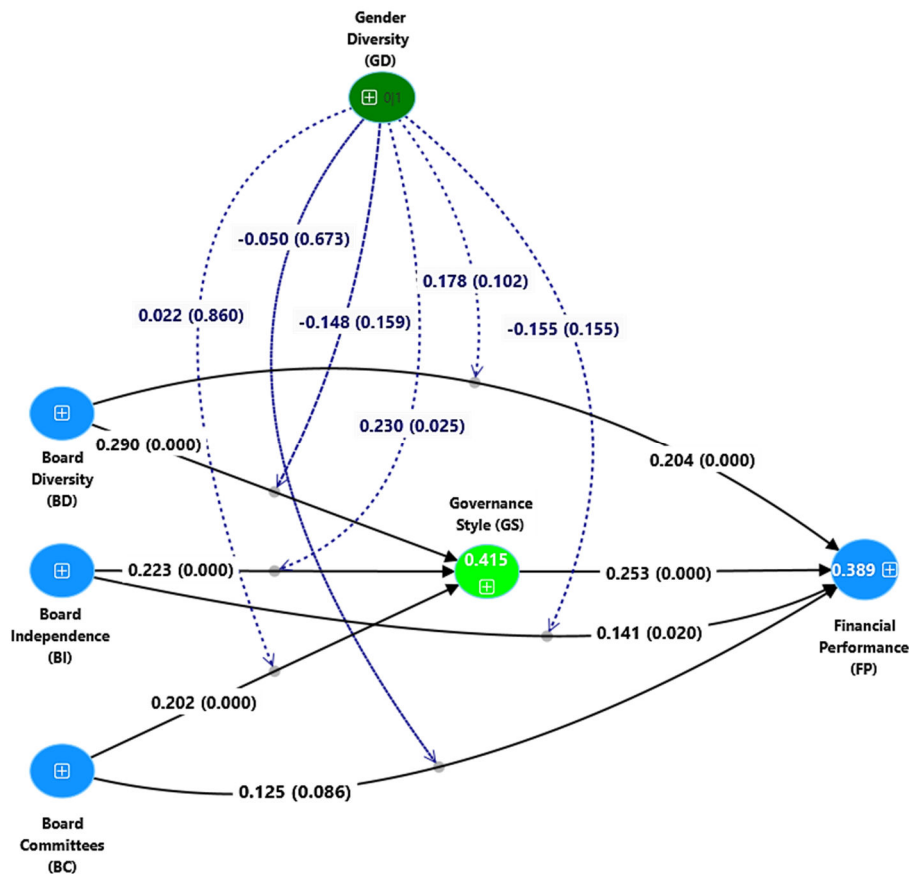 Gender
Diversity
(GD)
0|1
-0.050 (0.673)
0.178 (0.102)
0.022 (0.860)
-0.148 (0.159)
-0.155 (0.155)
0.230 (0.025)
0.290 (0.000)
Board
Diversity
(BD)
0.204 (0.000)
Governance
Style (GS)
0.415
0.223 (0.000)
0.253 (0.000)
0.389
Board
Independence
(BI)
0.141 (0.020)
Financial
Performance
(FP)
0.202 (0.000)
0.125 (0.086)
Board
Committees
(BC)